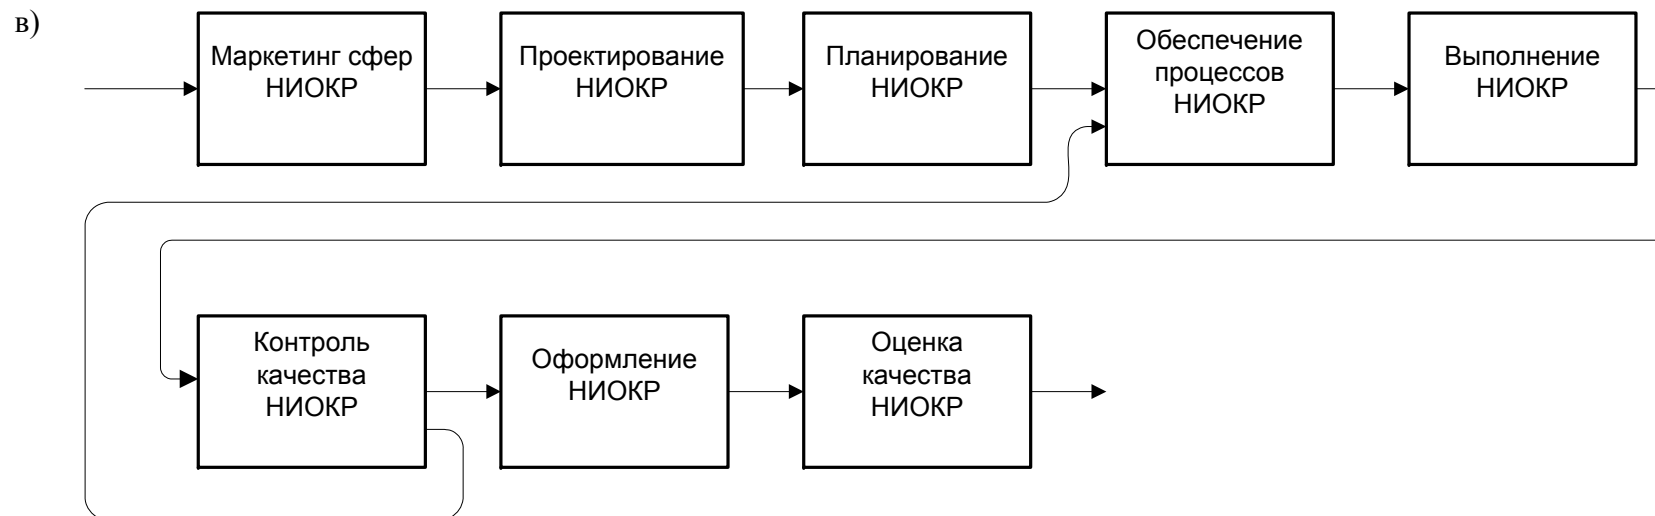 в)
Маркетинг сфер
НИОКР
Проектирование
НИОКР
Планирование
НИОКР
Обеспечение
процессов
НИОКР
Выполнение
НИОКР
Контроль
качества
НИОКР
Оформление
НИОКР
Оценка
качества
НИОКР